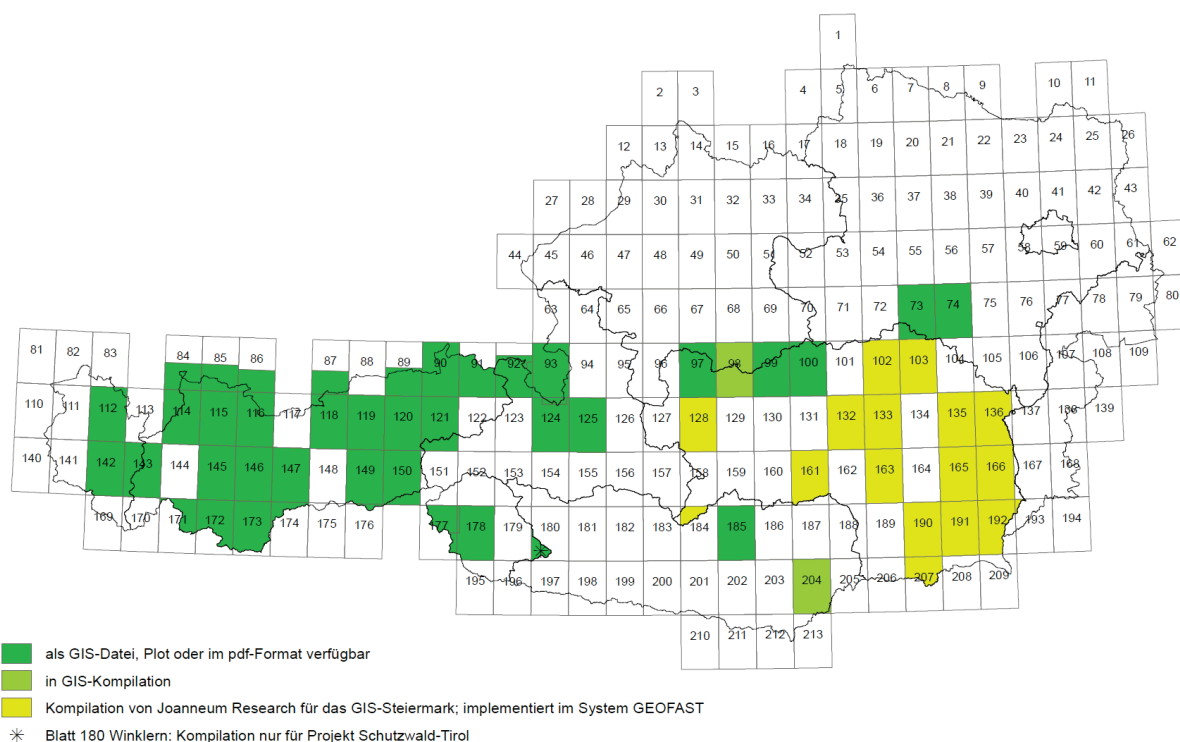 1
2 3 4 5 6 7 8 9 10 11
12 13 14 15 16 17 18 19 20 21 22 23 24 25 26
27 28 29 30 31 32 33 34 35 36 37 38 39 40 41 42 43
44 45 46 47 48 49 50 51 52 53 54 55 56 57 58 59 60 61 62
63 64 65 66 67 68 69 70 71 72 73 74 75 76 77 78 79 80
81 82 83 84 85 86 87 88 89 90 91 92 93 94 95 96 97 98 99 100 101 102 103 104 105 106 107 108 109
110 111 112 113 114 115 116 117 118 119 120 121 122 123 124 125 126 127 128 129 130 131 132 133 134 135 136 137 138 139
140 141 142 143 144 145 146 147 148 149 150 151 152 153 154 155 156 157 158 159 160 161 162 163 164 165 166 167 168
169 170 171 172 173 174 175 176 177 178 179 180 181 182 183 184 185 186 187 188 189 190 191 192 193 194
195 196 197 198 199 200 201 202 203 204 205 206 207 208 209
210 211 212 213
als GIS-Datei, Plot oder im pdf-Format verfügbar
in GIS-Kompilation
Kompilation von Joanneum Research für das GIS-Steiermark; implementiert im System GEOFAST
Blatt 180 Winklern: Kompilation nur für Projekt Schutzwald-Tirol